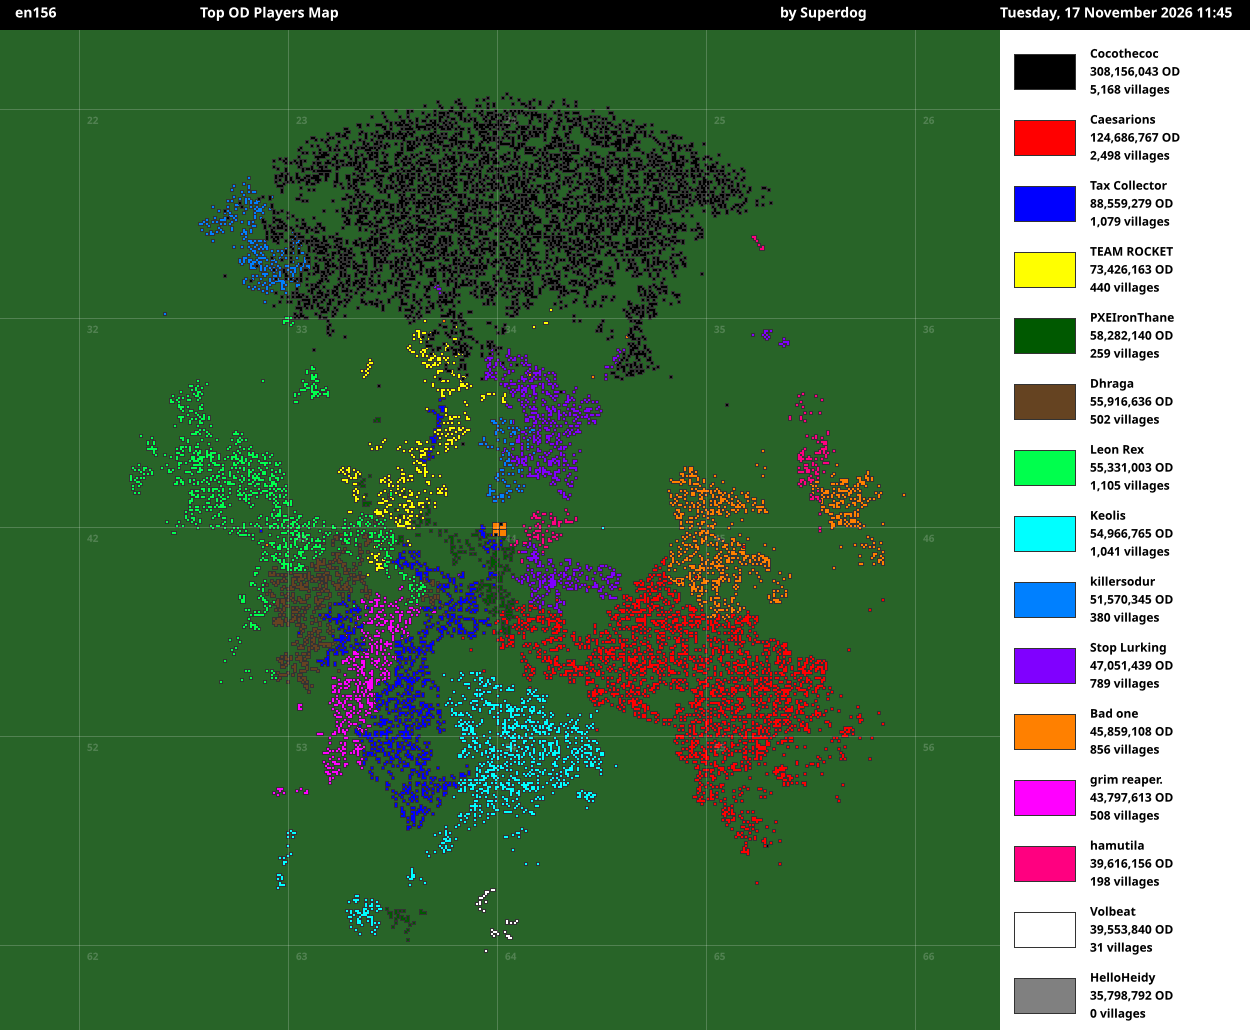 en156 Top OD Players Map by Superdog Tuesday, 17 November 2026 11:45
Cocothecoc
308,156,043 OD
5,168 villages
Caesarions
124,686,767 OD
2,498 villages
Tax Collector
88,559,279 OD
1,079 villages
TEAM ROCKET
73,426,163 OD
440 villages
PXEIronThane
58,282,140 OD
259 villages
Dhraga
55,916,636 OD
502 villages
Leon Rex
55,331,003 OD
1,105 villages
Keolis
54,966,765 OD
1,041 villages
killersodur
51,570,345 OD
380 villages
Stop Lurking
47,051,439 OD
789 villages
Bad one
45,859,108 OD
856 villages
grim reaper.
43,797,613 OD
508 villages
hamutila
39,616,156 OD
198 villages
Volbeat
39,553,840 OD
31 villages
HelloHeidy
35,798,792 OD
0 villages
22 23 25 26
32 33 34 35 36
42 46
52 53 56
62 63 64 65 66